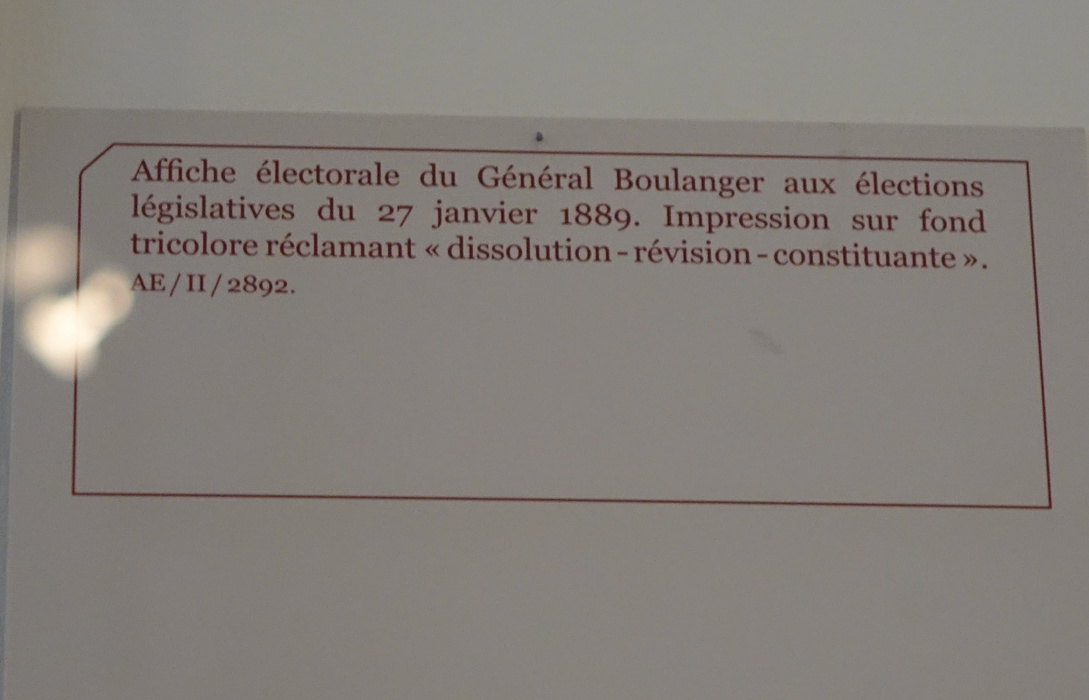 Affiche électorale du Général Boulanger aux élections
législatives du 27 janvier 1889. Impression sur fond
tricolore réclamant « dissolution - révision - constituante ».
AE / II / 2892.